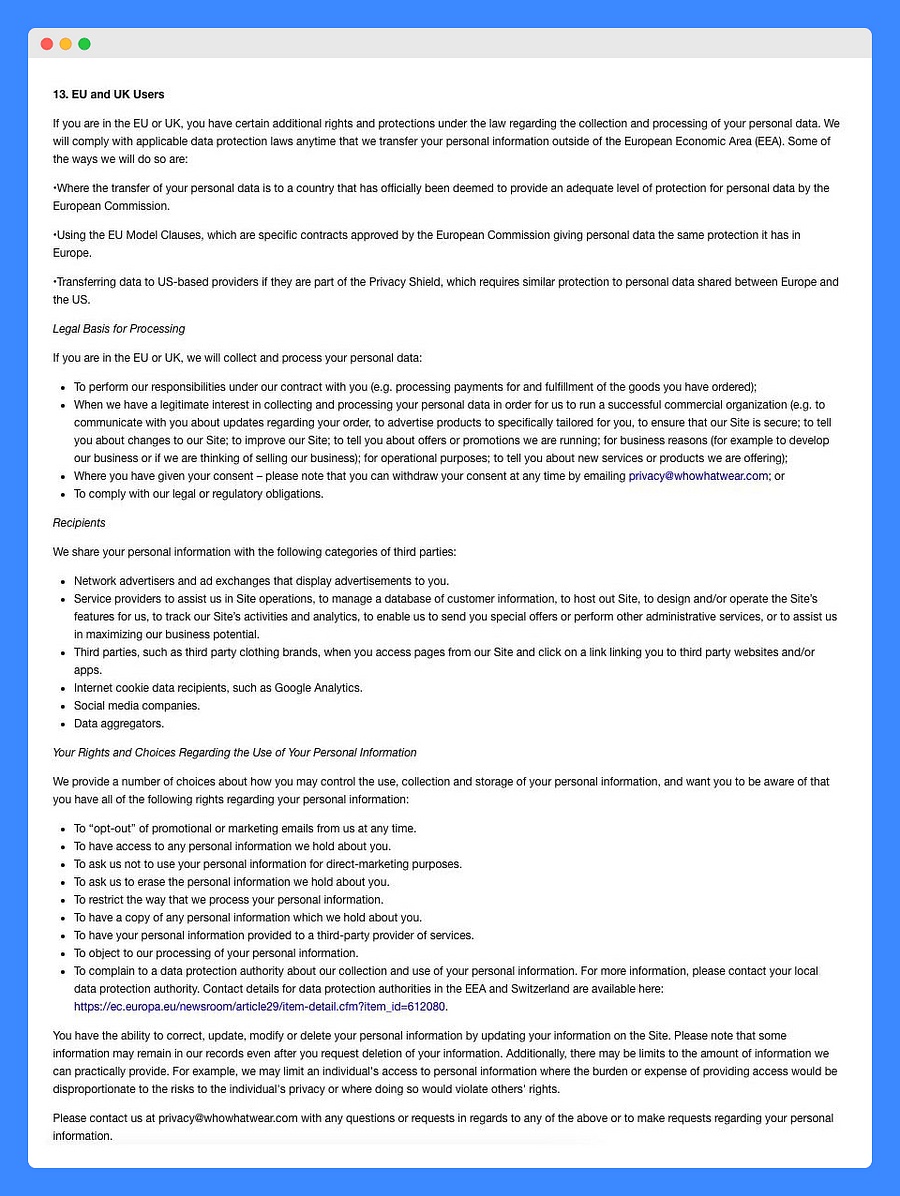 13. EU and UK Users
If you are in the EU or UK, you have certain additional rights and protections under the law regarding the collection and processing of your personal data. We
will comply with applicable data protection laws anytime that we transfer your personal information outside of the European Economic Area (EEA). Some of
the ways we will do so are:
•Where the transfer of your personal data is to a country that has officially been deemed to provide an adequate level of protection for personal data by the
European Commission.
•Using the EU Model Clauses, which are specific contracts approved by the European Commission giving personal data the same protection it has in
Europe.
•Transferring data to US-based providers if they are part of the Privacy Shield, which requires similar protection to personal data shared between Europe and
the US.
Legal Basis for Processing
If you are in the EU or UK, we will collect and process your personal data:
• To perform our responsibilities under our contract with you (e.g. processing payments for and fulfillment of the goods you have ordered);
• When we have a legitimate interest in collecting and processing your personal data in order for us to run a successful commercial organization (e.g. to
communicate with you about updates regarding your order, to advertise products to specifically tailored for you, to ensure that our Site is secure; to tell
you about changes to our Site; to improve our Site; to tell you about offers or promotions we are running; for business reasons (for example to develop
our business or if we are thinking of selling our business); for operational purposes; to tell you about new services or products we are offering);
• Where you have given your consent – please note that you can withdraw your consent at any time by emailing privacy@whowhatwear.com; or
• To comply with our legal or regulatory obligations.
Recipients
We share your personal information with the following categories of third parties:
• Network advertisers and ad exchanges that display advertisements to you.
• Service providers to assist us in Site operations, to manage a database of customer information, to host out Site, to design and/or operate the Site's
features for us, to track our Site's activities and analytics, to enable us to send you special offers or perform other administrative services, or to assist us
in maximizing our business potential.
• Third parties, such as third party clothing brands, when you access pages from our Site and click on a link linking you to third party websites and/or
apps.
• Internet cookie data recipients, such as Google Analytics.
• Social media companies.
• Data aggregators.
Your Rights and Choices Regarding the Use of Your Personal Information
We provide a number of choices about how you may control the use, collection and storage of your personal information, and want you to be aware of that
you have all of the following rights regarding your personal information:
• To “opt-out” of promotional or marketing emails from us at any time.
• To have access to any personal information we hold about you.
• To ask us not to use your personal information for direct-marketing purposes.
• To ask us to erase the personal information we hold about you.
• To restrict the way that we process your personal information.
• To have a copy of any personal information which we hold about you.
• To have your personal information provided to a third-party provider of services.
• To object to our processing of your personal information.
• To complain to a data protection authority about our collection and use of your personal information. For more information, please contact your local
data protection authority. Contact details for data protection authorities in the EEA and Switzerland are available here:
https://ec.europa.eu/newsroom/article29/item-detail.cfm?item_id=612080.
You have the ability to correct, update, modify or delete your personal information by updating your information on the Site. Please note that some
information may remain in our records even after you request deletion of your information. Additionally, there may be limits to the amount of information we
can practically provide. For example, we may limit an individual's access to personal information where the burden or expense of providing access would be
disproportionate to the risks to the individual's privacy or where doing so would violate others' rights.
Please contact us at privacy@whowhatwear.com with any questions or requests in regards to any of the above or to make requests regarding your personal
information.